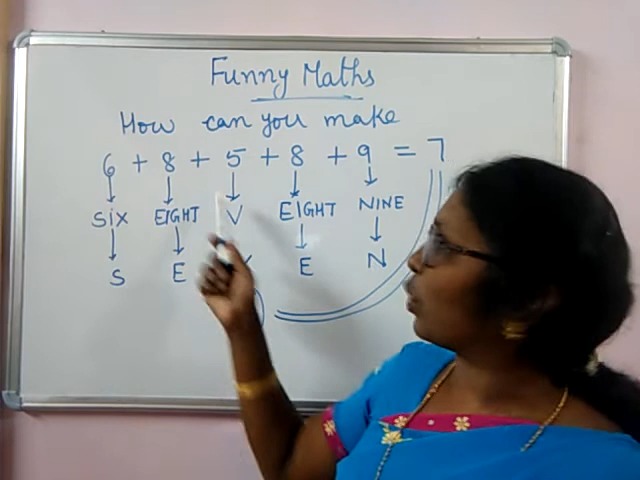 Funny Maths
How can you make
6 + 8 + 5 + 8 + 9 = 7
SIX EIGHT V EIGHT NINE
S E E N